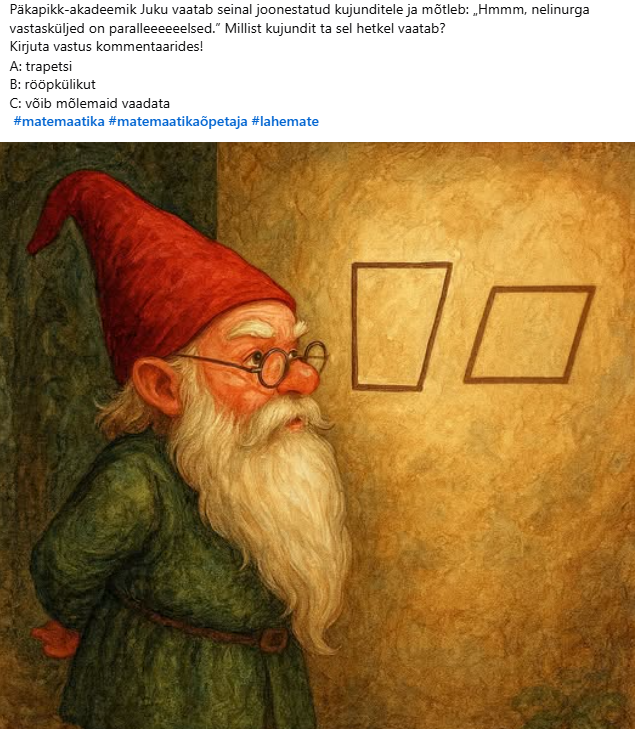 Päkapikk-akadeemik Juku vaatab seinal joonestatud kujunditele ja mõtleb: „Hmmm, nelinurga
vastasküljed on paralleeeeeelsed.” Millist kujundit ta sel hetkel vaatab?
Kirjuta vastus kommentaarides!
A: trapetsi
B: rööpkülikut
C: võib mõlemaid vaadata
#matemaatika #matemaatikaõpetaja #lahemate